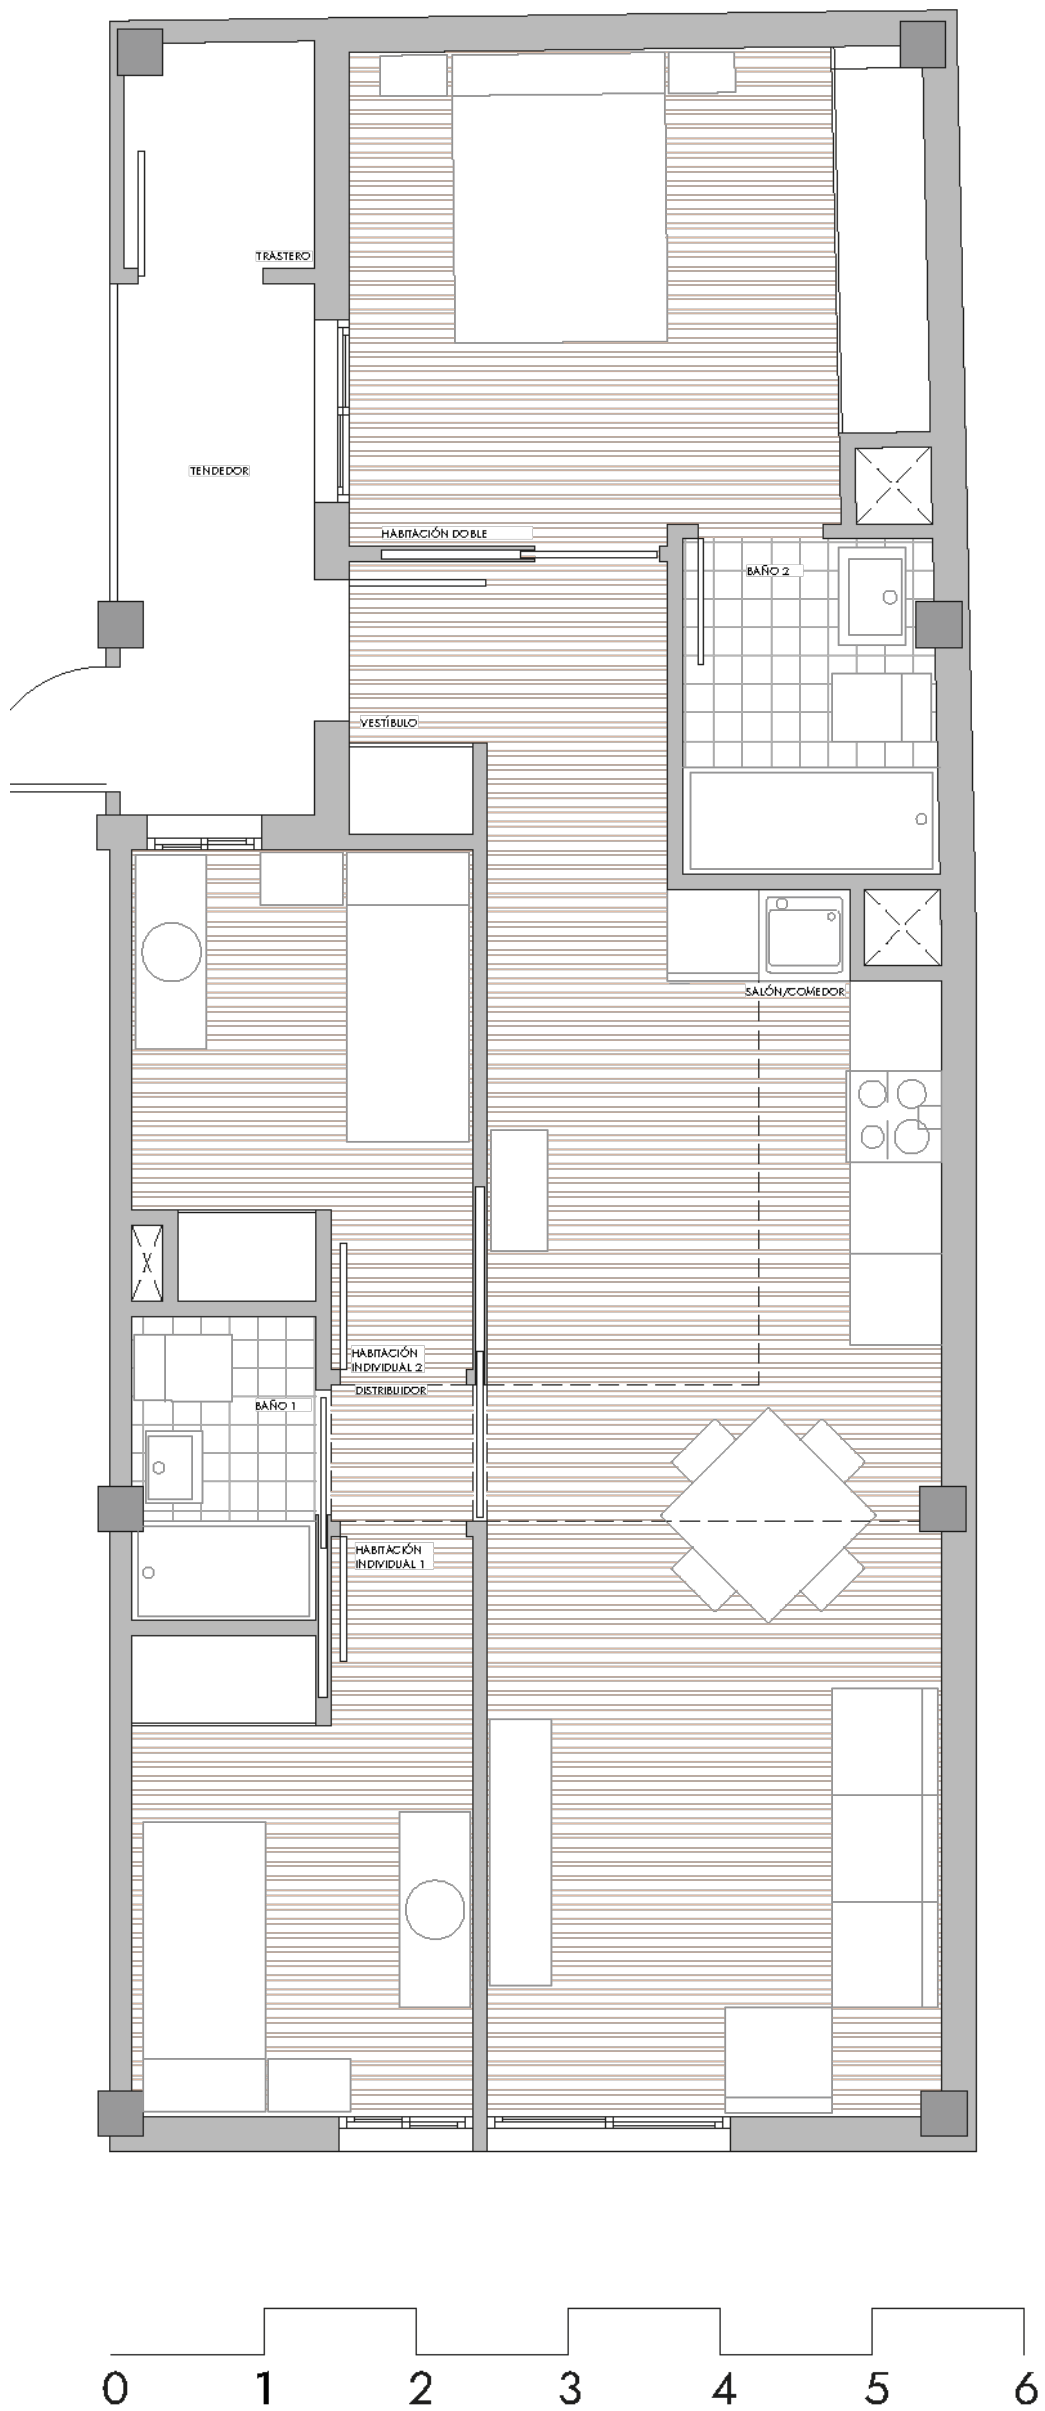 TRASTERO
TENDEDOR
HABITACIÓN DOBLE
BAÑO 2
VESTÍBULO
SALÓN/COMEDOR
HABITACIÓN
INDIVIDUAL 2
DISTRIBUIDOR
BAÑO 1
HABITACIÓN
INDIVIDUAL 1
0 1 2 3 4 5 6